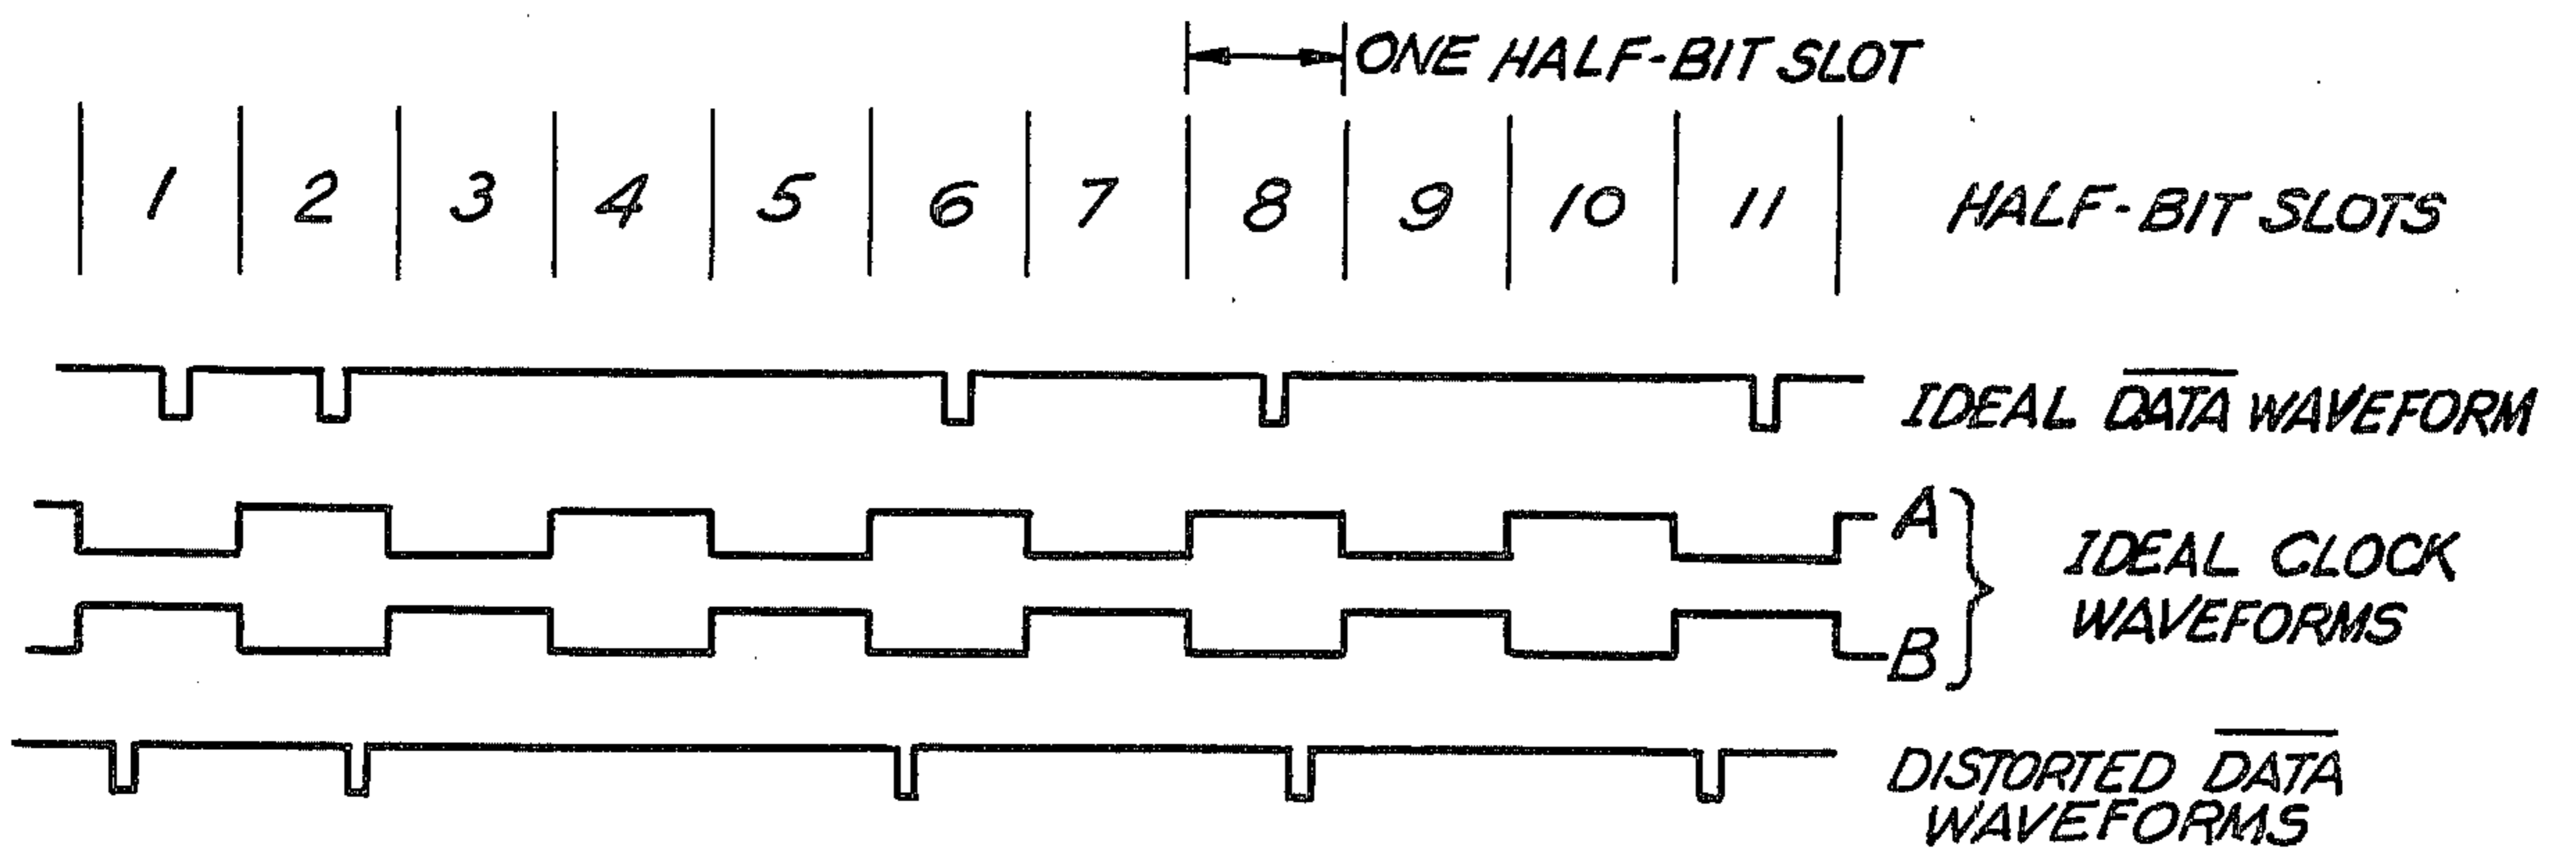 ONE HALF-BIT SLOT
1 2 3 4 5 6 7 8 9 10 11 HALF-BIT SLOTS
IDEAL DATA WAVEFORM
A
IDEAL CLOCK
WAVEFORMS
B
DISTORTED DATA
WAVEFORMS